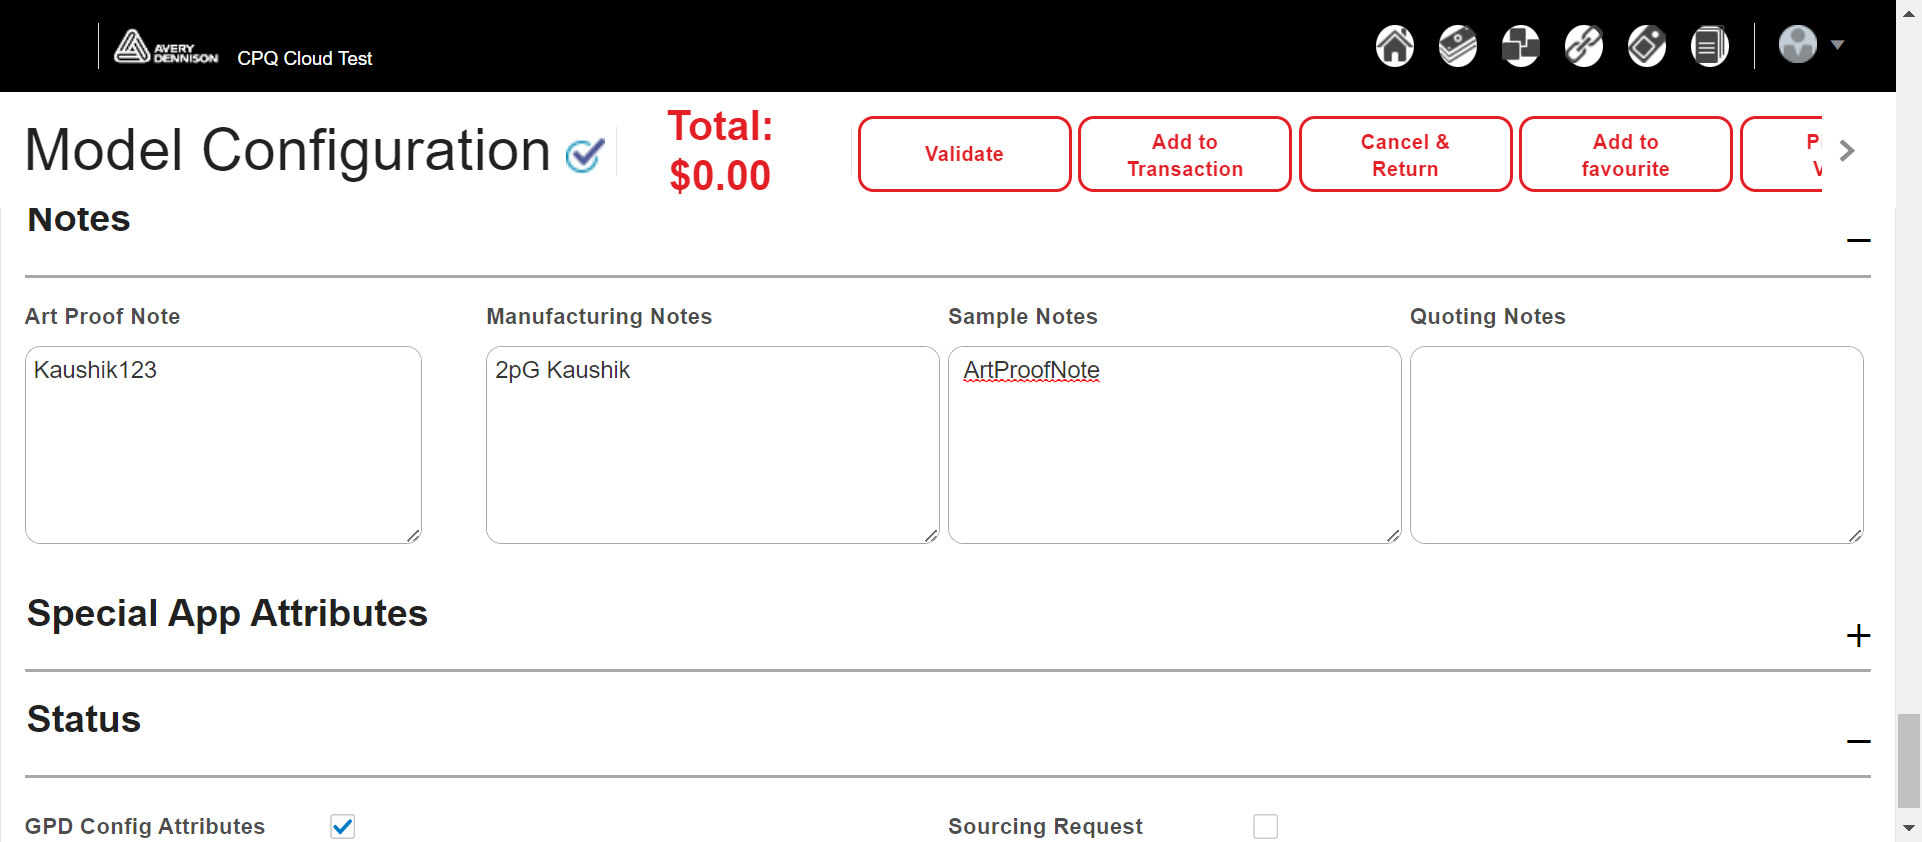 AVERY
DENNISON
CPQ Cloud Test
Model Configuration
Total:
$0.00
Validate
Add to
Transaction
Cancel &
Return
Add to
favourite
Notes
Art Proof Note
Manufacturing Notes
Sample Notes
Quoting Notes
Kaushik123
2pG Kaushik
ArtProofNote
Special App Attributes
Status
GPD Config Attributes
Sourcing Request